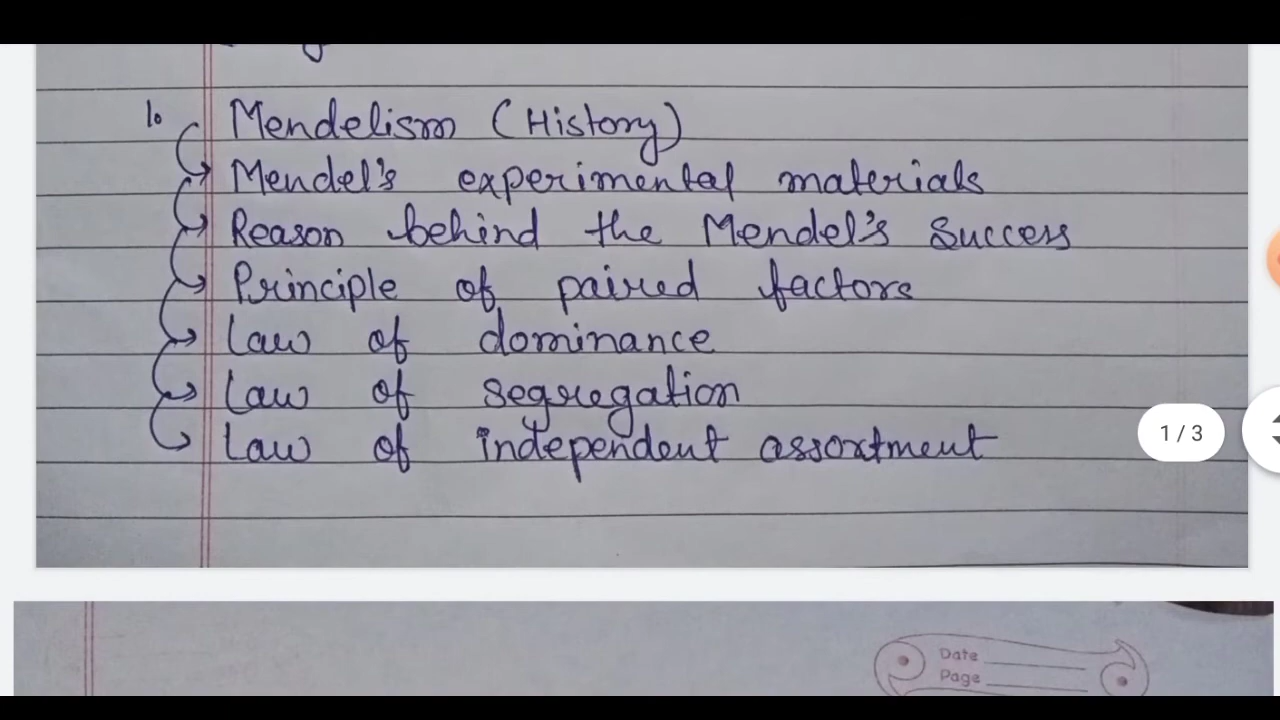 1. Mendelism (History)
Mendel's experimental materials
Reason behind the Mendel's Success
Principle of paired factors
Law of dominance
Law of segregation
Law of independent assortment
1 / 3
Date
Page